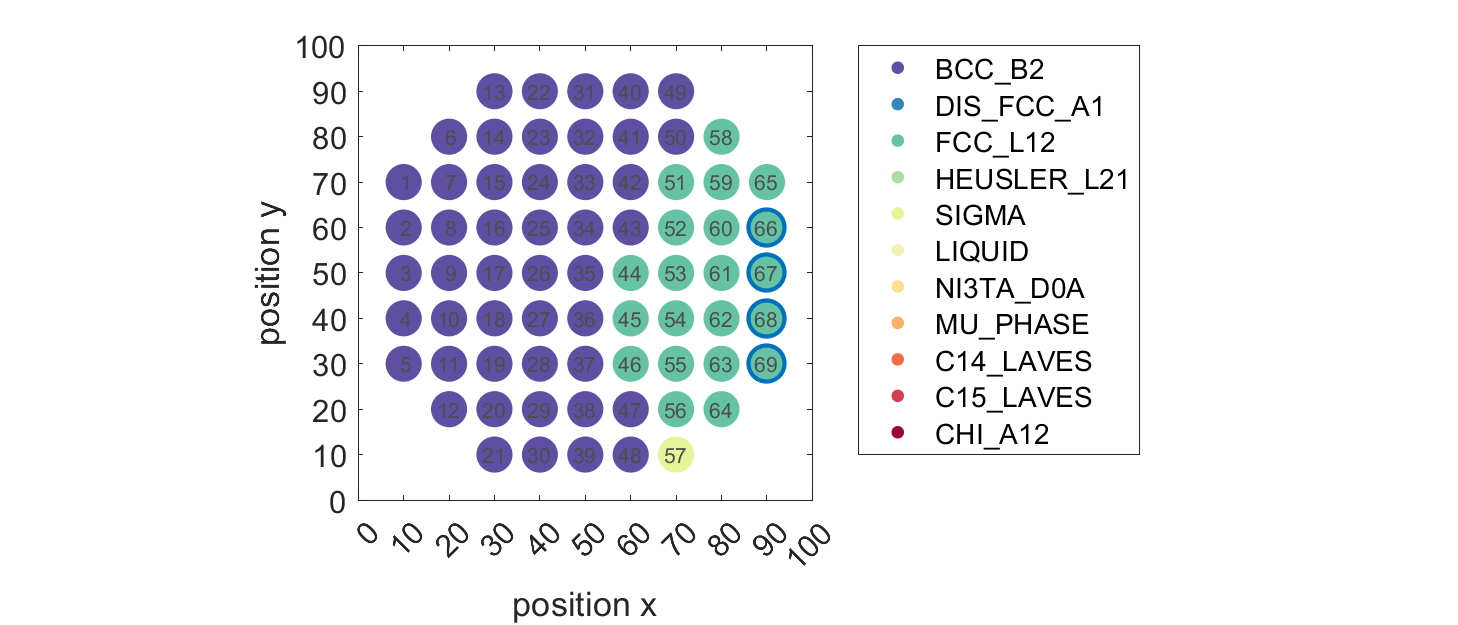 100
90
80
70
60
50
40
30
20
10
0
position y
13 22 31 40 49
6 14 23 32 41 50 58
1 7 15 24 33 42 51 59 65
2 8 16 25 34 43 52 60 66
3 9 17 26 35 44 53 61 67
4 10 18 27 36 45 54 62 68
5 11 19 28 37 46 55 63 69
12 20 29 38 47 56 64
21 30 39 48 57
0 10 20 30 40 50 60 70 80 90 100
position x
BCC_B2
DIS_FCC_A1
FCC_L12
HEUSLER_L21
SIGMA
LIQUID
NI3TA_D0A
MU_PHASE
C14_LAVES
C15_LAVES
CHI_A12